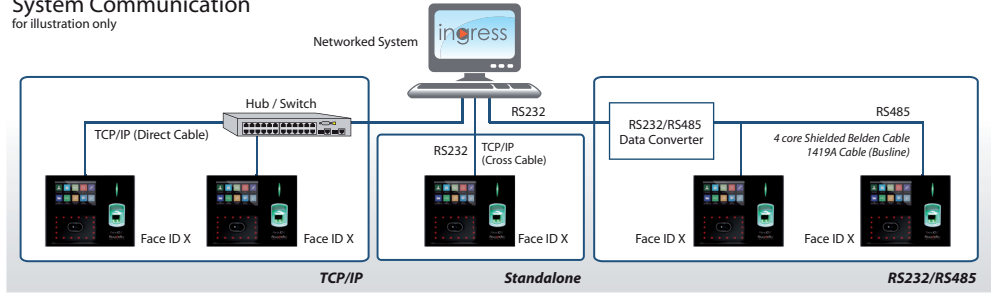 System Communication
for illustration only
Networked System
ingress
Hub / Switch
TCP/IP (Direct Cable)
RS232
TCP/IP
(Cross Cable)
RS232
RS232/RS485
Data Converter
RS485
4 core Shielded Belden Cable
1419A Cable (Busline)
Face ID X
Face ID X
Face ID X
Face ID X
Face ID X
TCP/IP
Standalone
RS232/RS485